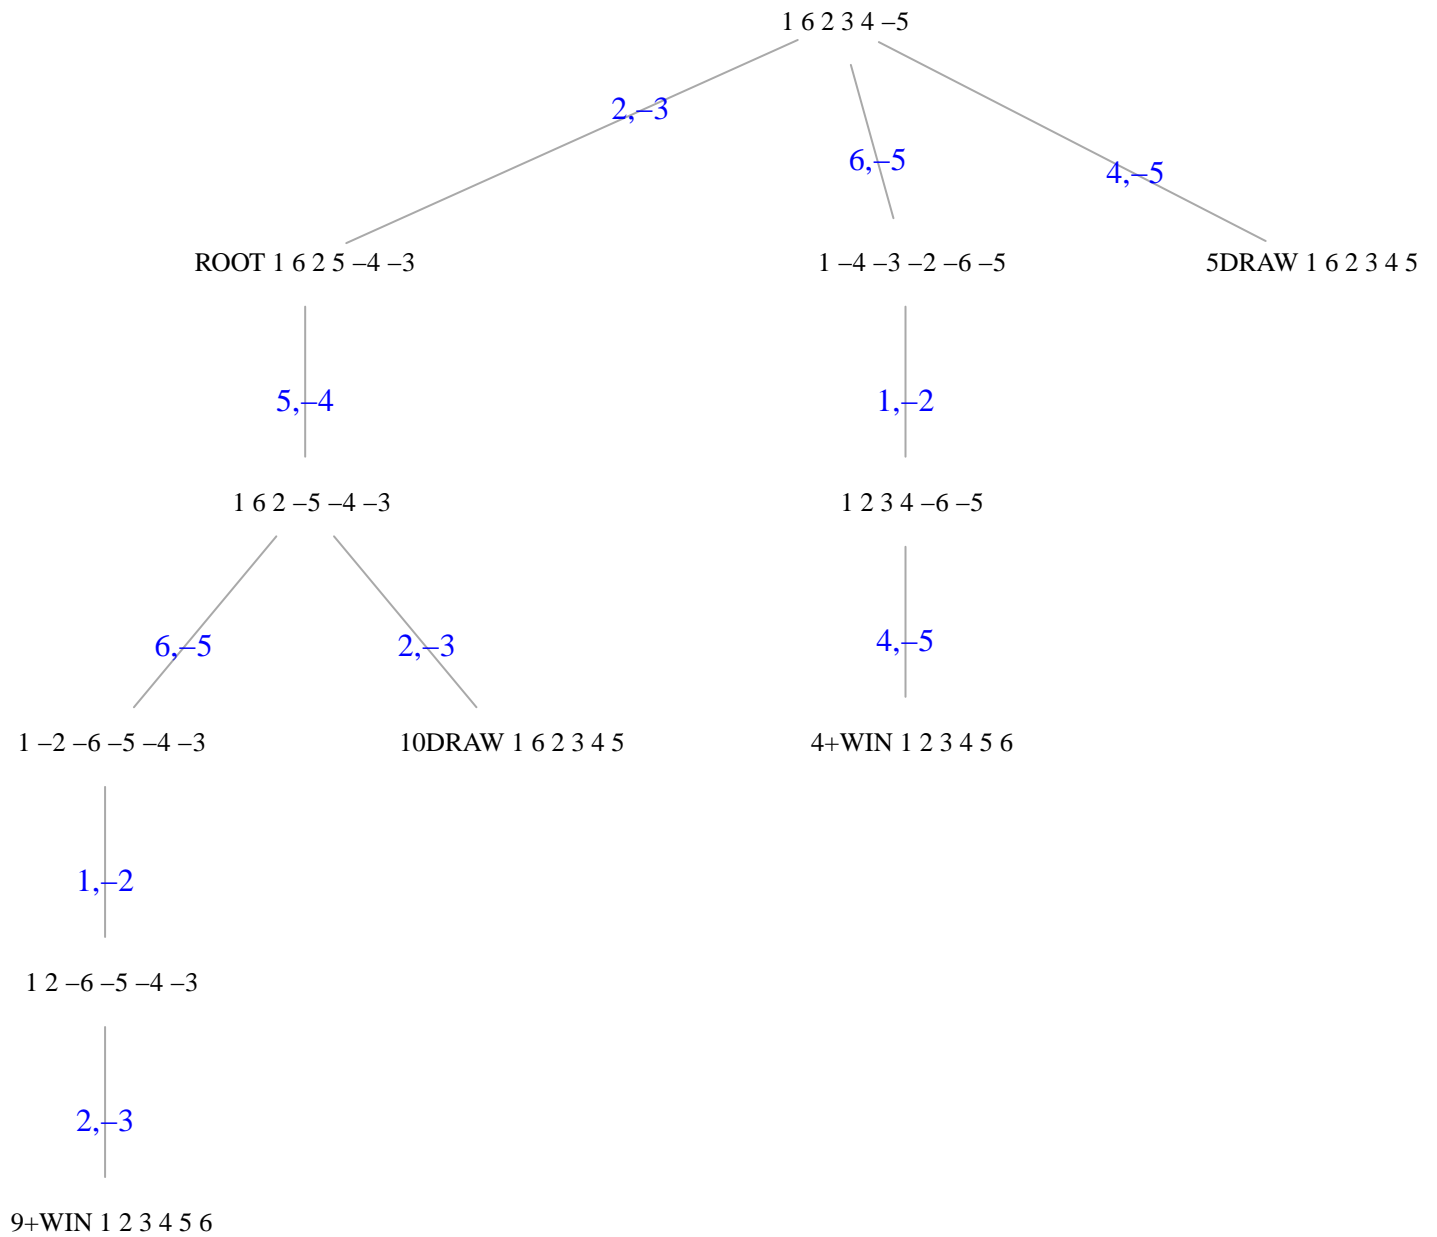 1 6 2 3 4 –5
2,–3
6,–5
4,–5
ROOT 1 6 2 5 –4 –3
1 –4 –3 –2 –6 –5
5DRAW 1 6 2 3 4 5
5,–4
1,–2
1 6 2 –5 –4 –3
1 2 3 4 –6 –5
6,–5
2,–3
4,–5
1 –2 –6 –5 –4 –3
10DRAW 1 6 2 3 4 5
4+WIN 1 2 3 4 5 6
1,–2
1 2 –6 –5 –4 –3
2,–3
9+WIN 1 2 3 4 5 6